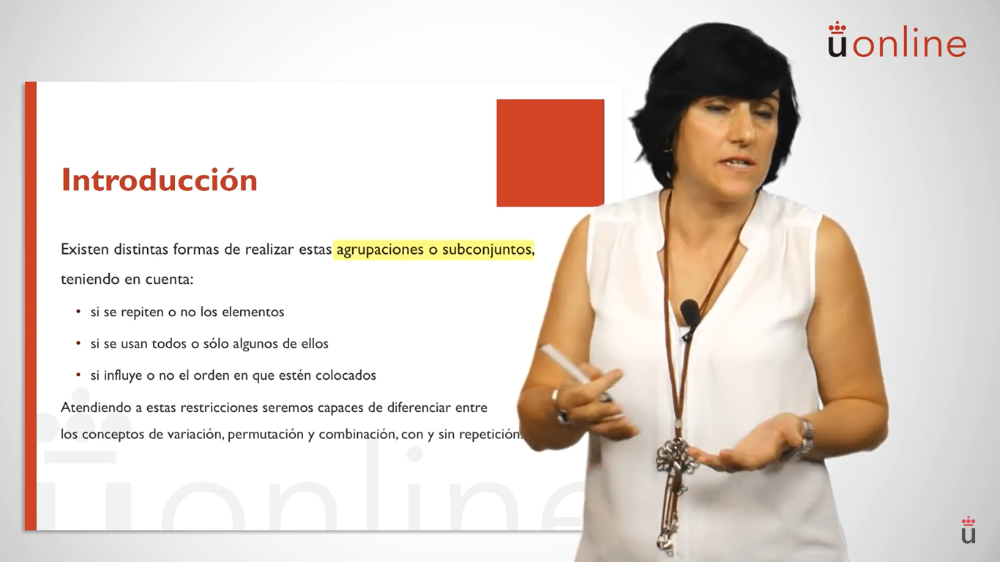 uonline
Introducción
Existen distintas formas de realizar estas agrupaciones o subconjuntos,
teniendo en cuenta:
• si se repiten o no los elementos
• si se usan todos o sólo algunos de ellos
• si influye o no el orden en que estén colocados
Atendiendo a estas restricciones seremos capaces de diferenciar entre
los conceptos de variación, permutación y combinación, con y sin repetición.
uonline
u